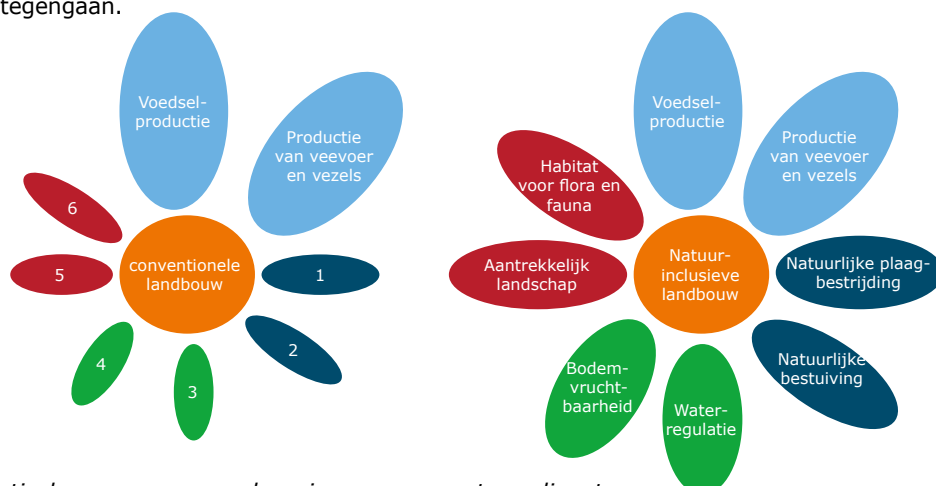 tegengaan.
Voedsel-
productie
Productie
van veevoer
en vezels
6
conventionele
landbouw
5
1
4
3
2
Voedsel-
productie
Productie
van veevoer
en vezels
Habitat
voor flora en
fauna
Natuur-
inclusieve
landbouw
Aantrekkelijk
landschap
Natuurlijke plaag-
bestrijding
Natuurlijke
bestuiving
Bodem-
vrucht-
baarheid
Water-
regulatie